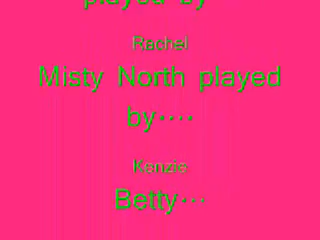 played by
Rachel
Misty North played
by....
Kenzie
Betty...